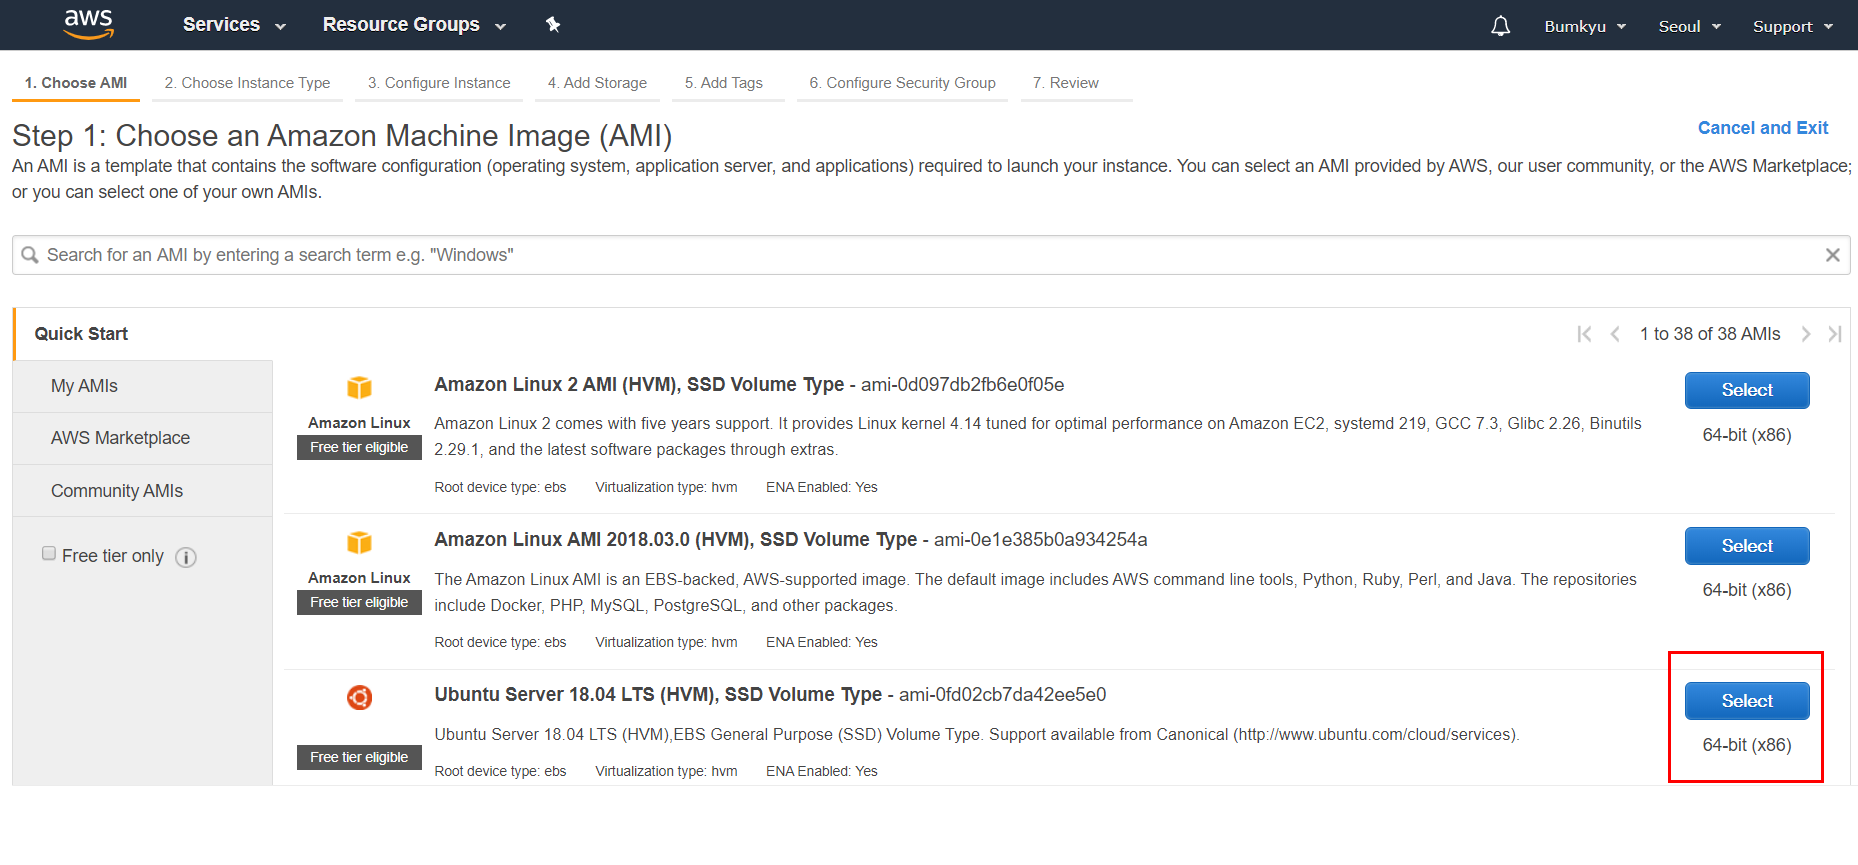 aws Services Resource Groups Bumkyu Seoul Support
1. Choose AMI 2. Choose Instance Type 3. Configure Instance 4. Add Storage 5. Add Tags 6. Configure Security Group 7. Review
Step 1: Choose an Amazon Machine Image (AMI)
Cancel and Exit
An AMI is a template that contains the software configuration (operating system, application server, and applications) required to launch your instance. You can select an AMI provided by AWS, our user community, or the AWS Marketplace;
or you can select one of your own AMIs.
Search for an AMI by entering a search term e.g. "Windows"
Quick Start
1 to 38 of 38 AMIs
My AMIs
AWS Marketplace
Community AMIs
Free tier only
Amazon Linux
Free tier eligible
Amazon Linux 2 AMI (HVM), SSD Volume Type - ami-0d097db2fb6e0f05e
Amazon Linux 2 comes with five years support. It provides Linux kernel 4.14 tuned for optimal performance on Amazon EC2, systemd 219, GCC 7.3, Glibc 2.26, Binutils
2.29.1, and the latest software packages through extras.
Root device type: ebs Virtualization type: hvm ENA Enabled: Yes
Select
64-bit (x86)
Amazon Linux
Free tier eligible
Amazon Linux AMI 2018.03.0 (HVM), SSD Volume Type - ami-0e1e385b0a934254a
The Amazon Linux AMI is an EBS-backed, AWS-supported image. The default image includes AWS command line tools, Python, Ruby, Perl, and Java. The repositories
include Docker, PHP, MySQL, PostgreSQL, and other packages.
Root device type: ebs Virtualization type: hvm ENA Enabled: Yes
Select
64-bit (x86)
Free tier eligible
Ubuntu Server 18.04 LTS (HVM), SSD Volume Type - ami-0fd02cb7da42ee5e0
Ubuntu Server 18.04 LTS (HVM),EBS General Purpose (SSD) Volume Type. Support available from Canonical (http://www.ubuntu.com/cloud/services).
Root device type: ebs Virtualization type: hvm ENA Enabled: Yes
Select
64-bit (x86)